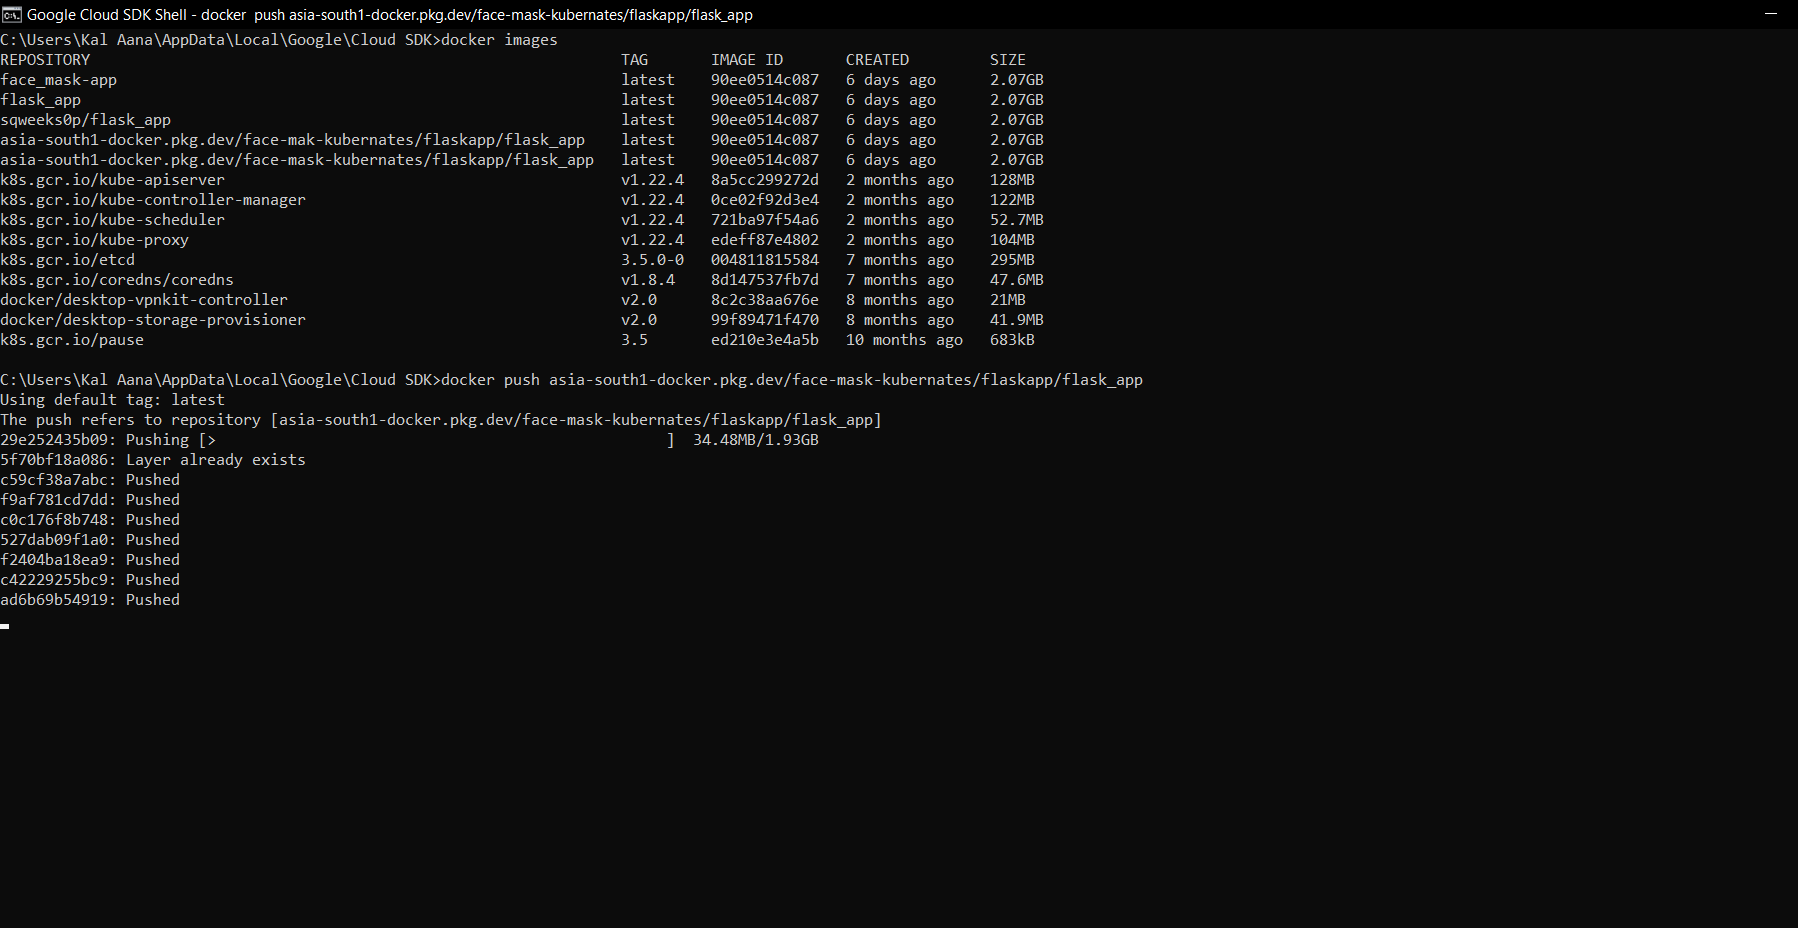 Google Cloud SDK Shell - docker  push asia-south1-docker.pkg.dev/face-mask-kubernates/flaskapp/flask_app
C:\Users\Kal Aana\AppData\Local\Google\Cloud SDK>docker images
REPOSITORY TAG IMAGE ID CREATED SIZE
face_mask-app latest 90ee0514c087 6 days ago 2.07GB
flask_app latest 90ee0514c087 6 days ago 2.07GB
sqweeks0p/flask_app latest 90ee0514c087 6 days ago 2.07GB
asia-south1-docker.pkg.dev/face-mak-kubernates/flaskapp/flask_app latest 90ee0514c087 6 days ago 2.07GB
asia-south1-docker.pkg.dev/face-mask-kubernates/flaskapp/flask_app latest 90ee0514c087 6 days ago 2.07GB
k8s.gcr.io/kube-apiserver v1.22.4 8a5cc299272d 2 months ago 128MB
k8s.gcr.io/kube-controller-manager v1.22.4 0ce02f92d3e4 2 months ago 122MB
k8s.gcr.io/kube-scheduler v1.22.4 721ba97f54a6 2 months ago 52.7MB
k8s.gcr.io/kube-proxy v1.22.4 edeff87e4802 2 months ago 104MB
k8s.gcr.io/etcd 3.5.0-0 004811815584 7 months ago 295MB
k8s.gcr.io/coredns/coredns v1.8.4 8d147537fb7d 7 months ago 47.6MB
docker/desktop-vpnkit-controller v2.0 8c2c38aa676e 8 months ago 21MB
docker/desktop-storage-provisioner v2.0 99f89471f470 8 months ago 41.9MB
k8s.gcr.io/pause 3.5 ed210e3e4a5b 10 months ago 683kB
C:\Users\Kal Aana\AppData\Local\Google\Cloud SDK>docker push asia-south1-docker.pkg.dev/face-mask-kubernates/flaskapp/flask_app
Using default tag: latest
The push refers to repository [asia-south1-docker.pkg.dev/face-mask-kubernates/flaskapp/flask_app]
29e252435b09: Pushing [> ] 34.48MB/1.93GB
5f70bf18a086: Layer already exists
c59cf38a7abc: Pushed
f9af781cd7dd: Pushed
c0c176f8b748: Pushed
527dab09f1a0: Pushed
f2404ba18ea9: Pushed
c42229255bc9: Pushed
ad6b69b54919: Pushed